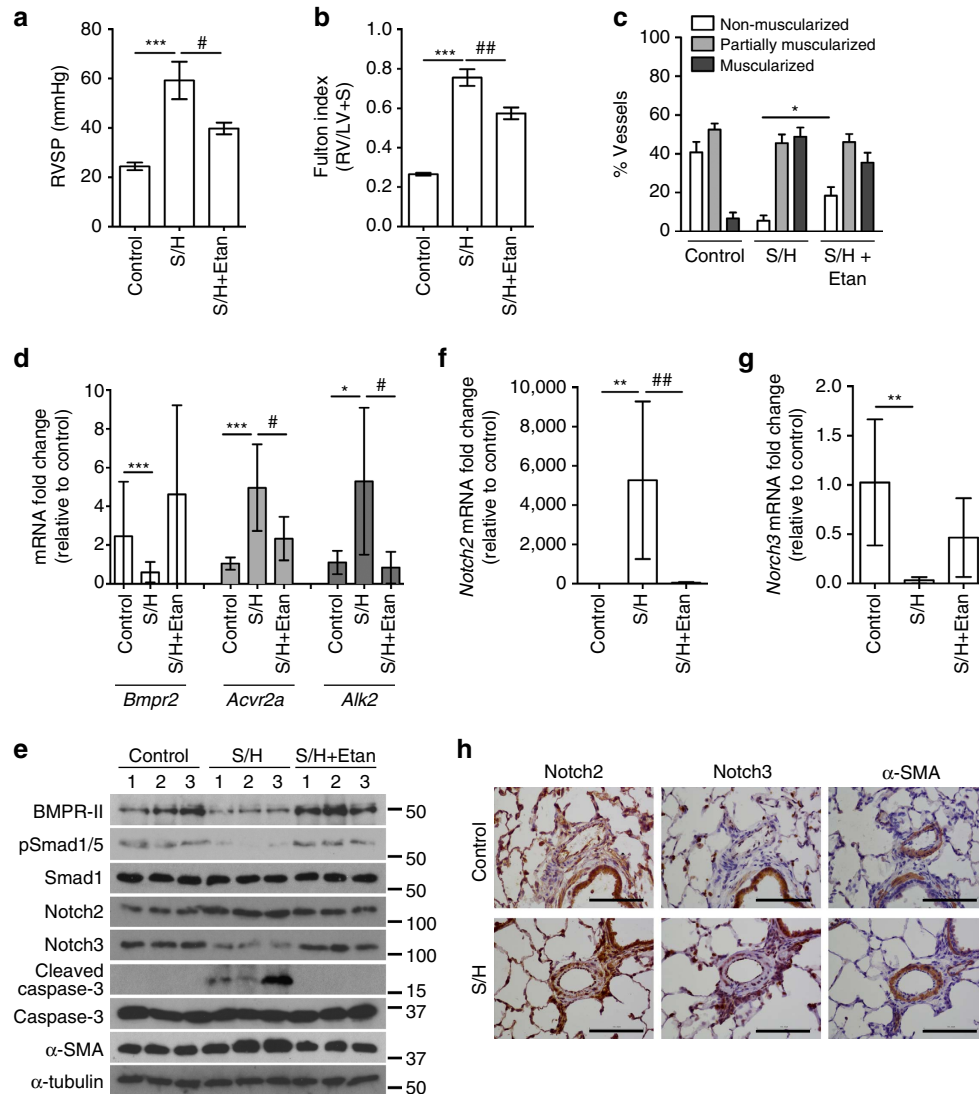 a
RVSP (mmHg)
80
60
40
20
0
***
#
Control
S/H
S/H+Etan
b
Fulton index
(RV/LV+S)
1.0
0.8
0.6
0.4
0.2
0.0
***
##
Control
S/H
S/H+Etan
c
Non-muscularized
Partially muscularized
Muscularized
% Vessels
100
80
60
40
20
0
*
Control
S/H
S/H +
Etan
d
mRNA fold change
(relative to control)
10
8
6
4
2
0
***
***
#
*
#
Control
S/H
S/H+Etan
Control
S/H
S/H+Etan
Control
S/H
S/H+Etan
Bmpr2
Acvr2a
Alk2
f
Notch2 mRNA fold change
(relative to control)
10,000
8,000
6,000
4,000
2,000
0
**
##
Control
S/H
S/H+Etan
g
Norch3 mRNA fold change
(relative to control)
2.0
1.5
1.0
0.5
0.0
**
Control
S/H
S/H+Etan
e
Control
S/H
S/H+Etan
1 2 3 1 2 3 1 2 3
BMPR-II
50
pSmad1/5
50
Smad1
50
Notch2
100
Notch3
100
Cleaved
caspase-3
15
Caspase-3
37
α-SMA
37
α-tubulin
50
h
Notch2
Notch3
α-SMA
Control
S/H